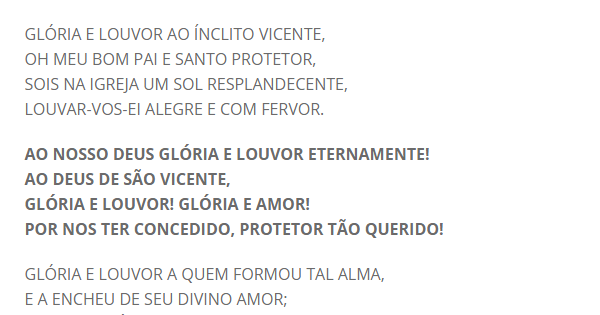 GLÓRIA E LOUVOR AO ÍNCLITO VICENTE,
OH MEU BOM PAI E SANTO PROTETOR,
SOIS NA IGREJA UM SOL RESPLANDECENTE,
LOUVAR-VOS-EI ALEGRE E COM FERVOR.
AO NOSSO DEUS GLÓRIA E LOUVOR ETERNAMENTE!
AO DEUS DE SÃO VICENTE,
GLÓRIA E LOUVOR! GLÓRIA E AMOR!
POR NOS TER CONCEDIDO, PROTETOR TÃO QUERIDO!
GLÓRIA E LOUVOR A QUEM FORMOU TAL ALMA,
E A ENCHEU DE SEU DIVINO AMOR;